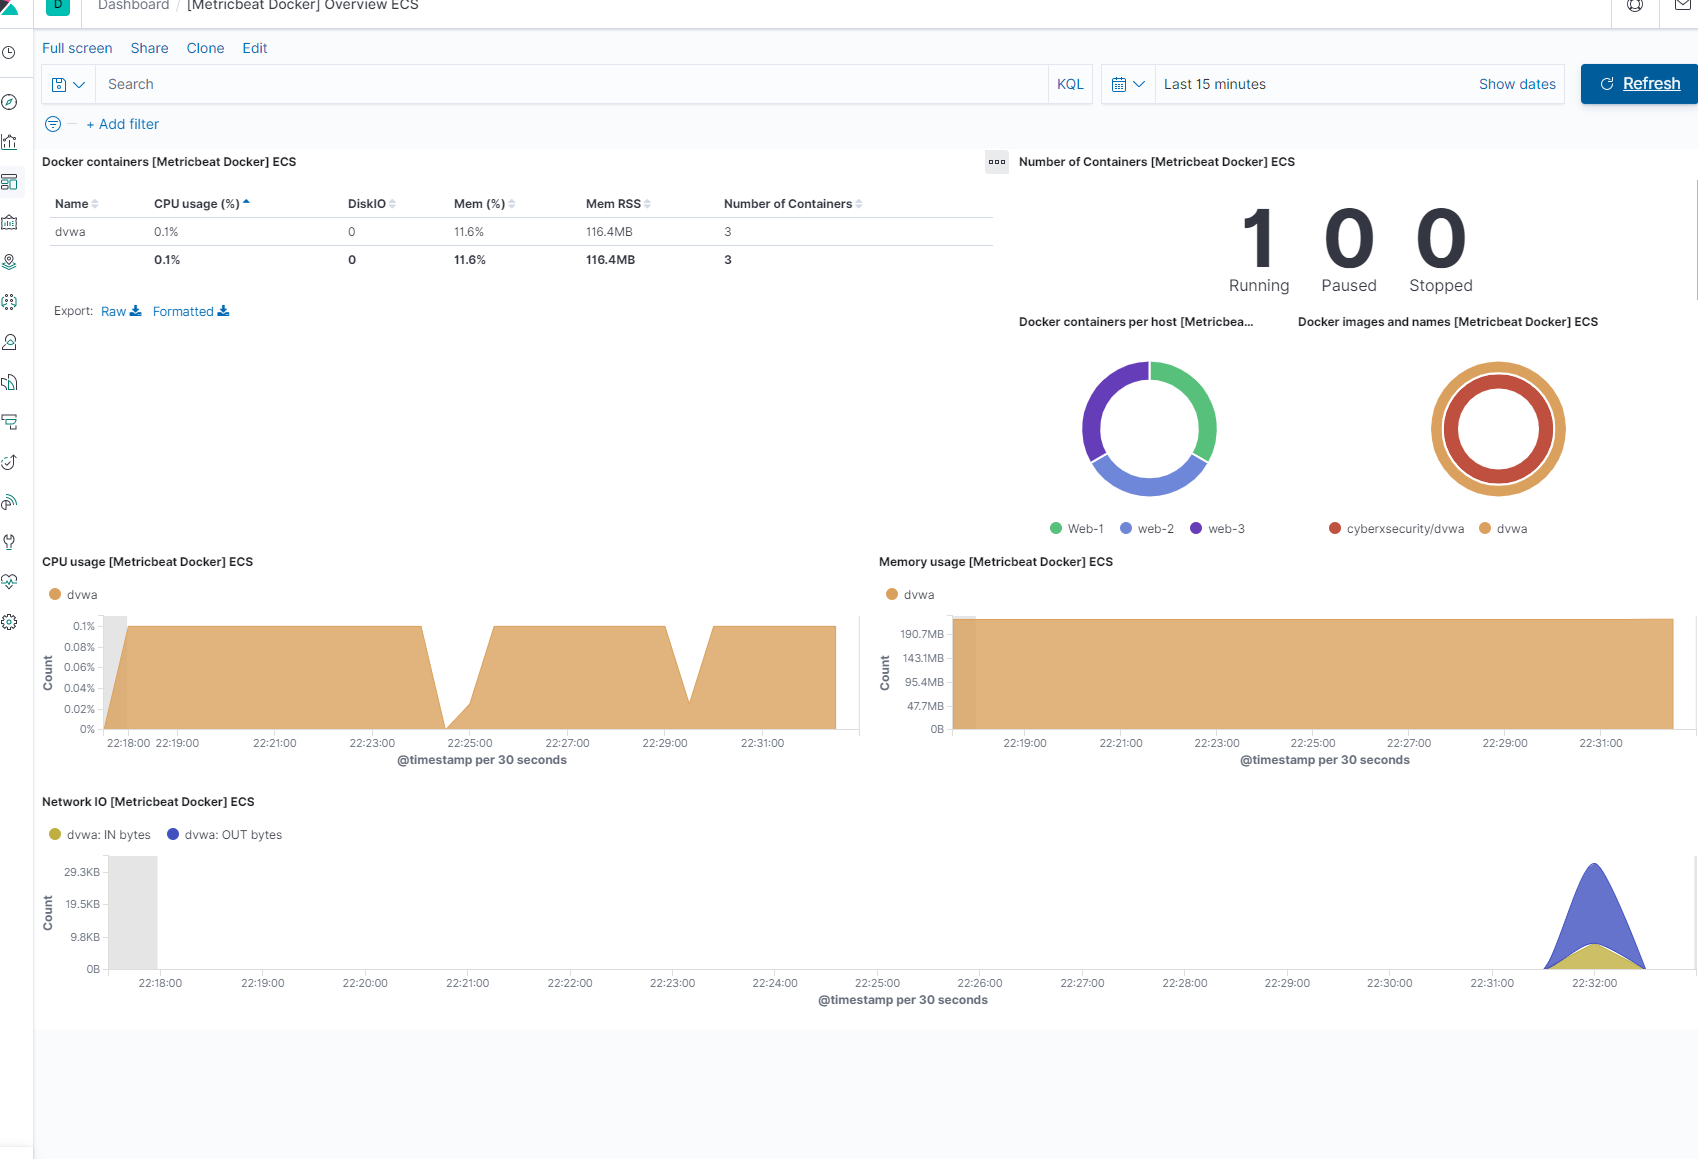 D Dashboard / [Metricbeat Docker] Overview ECS
Full screen Share Clone Edit
Search KQL Last 15 minutes Show dates Refresh
+ Add filter
Docker containers [Metricbeat Docker] ECS
Name CPU usage (%) DiskIO Mem (%) Mem RSS Number of Containers
dvwa 0.1% 0 11.6% 116.4MB 3
0.1% 0 11.6% 116.4MB 3
Export: Raw Formatted
Number of Containers [Metricbeat Docker] ECS
1 0 0
Running Paused Stopped
Docker containers per host [Metricbea...
Web-1 web-2 web-3
Docker images and names [Metricbeat Docker] ECS
cyberxsecurity/dvwa dvwa
CPU usage [Metricbeat Docker] ECS
dvwa
0.1%
0.08%
0.06%
0.04%
0.02%
0%
Count
22:18:00 22:19:00 22:21:00 22:23:00 22:25:00 22:27:00 22:29:00 22:31:00
@timestamp per 30 seconds
Memory usage [Metricbeat Docker] ECS
dvwa
190.7MB
143.1MB
95.4MB
47.7MB
0B
Count
22:19:00 22:21:00 22:23:00 22:25:00 22:27:00 22:29:00 22:31:00
@timestamp per 30 seconds
Network IO [Metricbeat Docker] ECS
dvwa: IN bytes dvwa: OUT bytes
29.3KB
19.5KB
9.8KB
0B
Count
22:18:00 22:19:00 22:20:00 22:21:00 22:22:00 22:23:00 22:24:00 22:25:00 22:26:00 22:27:00 22:28:00 22:29:00 22:30:00 22:31:00 22:32:00
@timestamp per 30 seconds